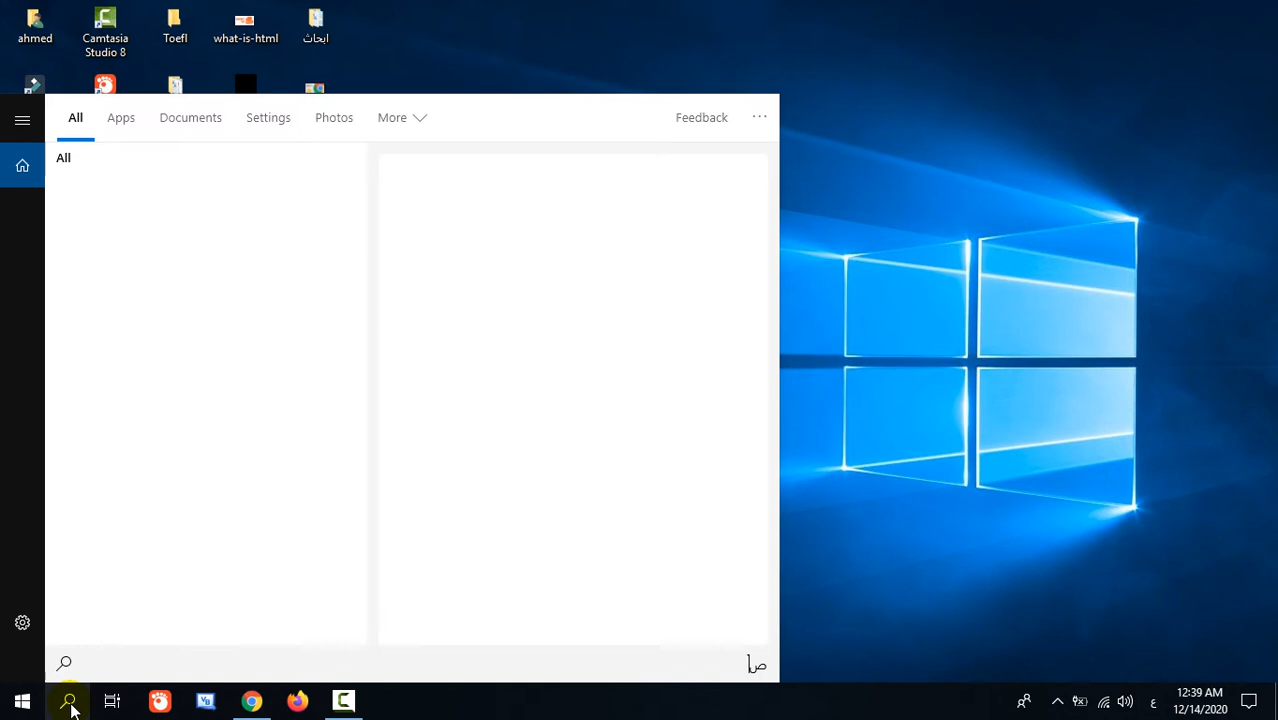 ahmed
Camtasia
Studio 8
Toefl
what-is-html
ابحاث
All
Apps
Documents
Settings
Photos
More
Feedback
All
ص
12:39 AM
ع
12/14/2020